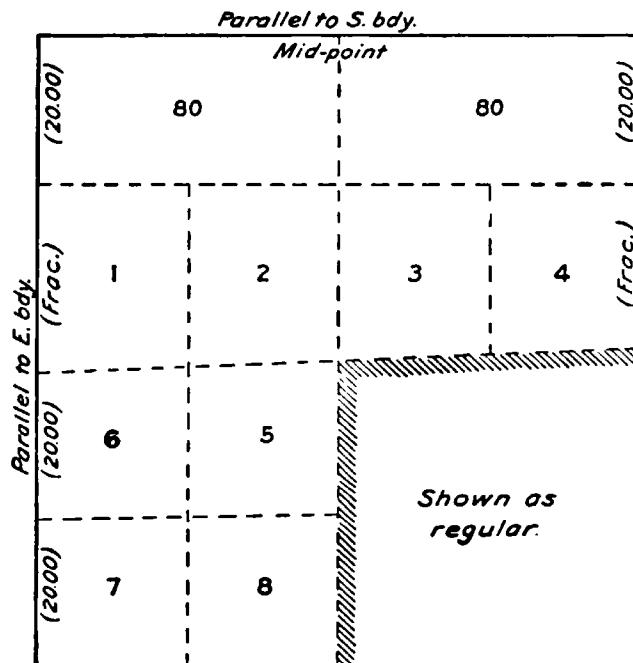 Parallel to S. bdy.
Mid-point
(20.00)
80
80
(20.00)
(Frac.)
1
2
3
4
(Frac.)
Parallel to E. bdy.
(20.00)
6
5
Shown as
regular.
(20.00)
7
8